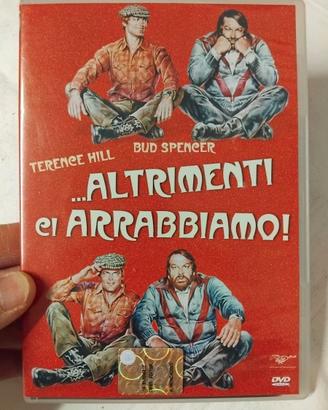 TERENCE HILL
BUD SPENCER
...ALTRIMENTI
CI ARRABBIAMO!
DVD